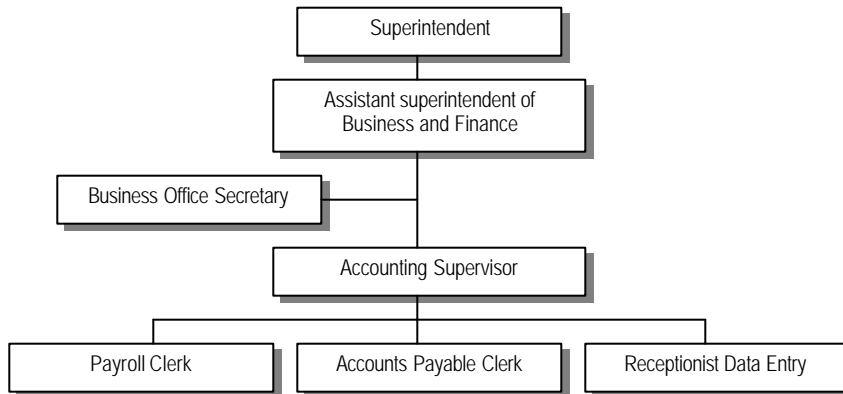 Superintendent
Assistant superintendent of
Business and Finance
Business Office Secretary
Accounting Supervisor
Payroll Clerk
Accounts Payable Clerk
Receptionist Data Entry